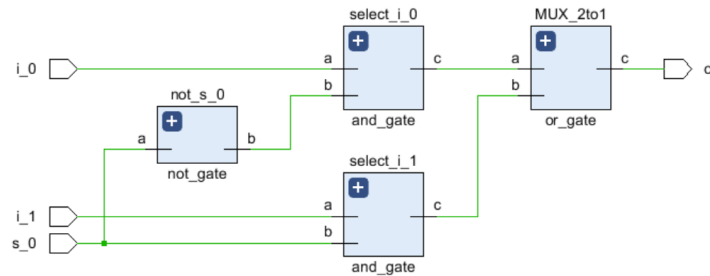 select_i_0
MUX_2to1
i_0
a
c
a
c
o
b
b
and_gate
or_gate
not_s_0
a
b
not_gate
select_i_1
i_1
a
c
s_0
b
and_gate